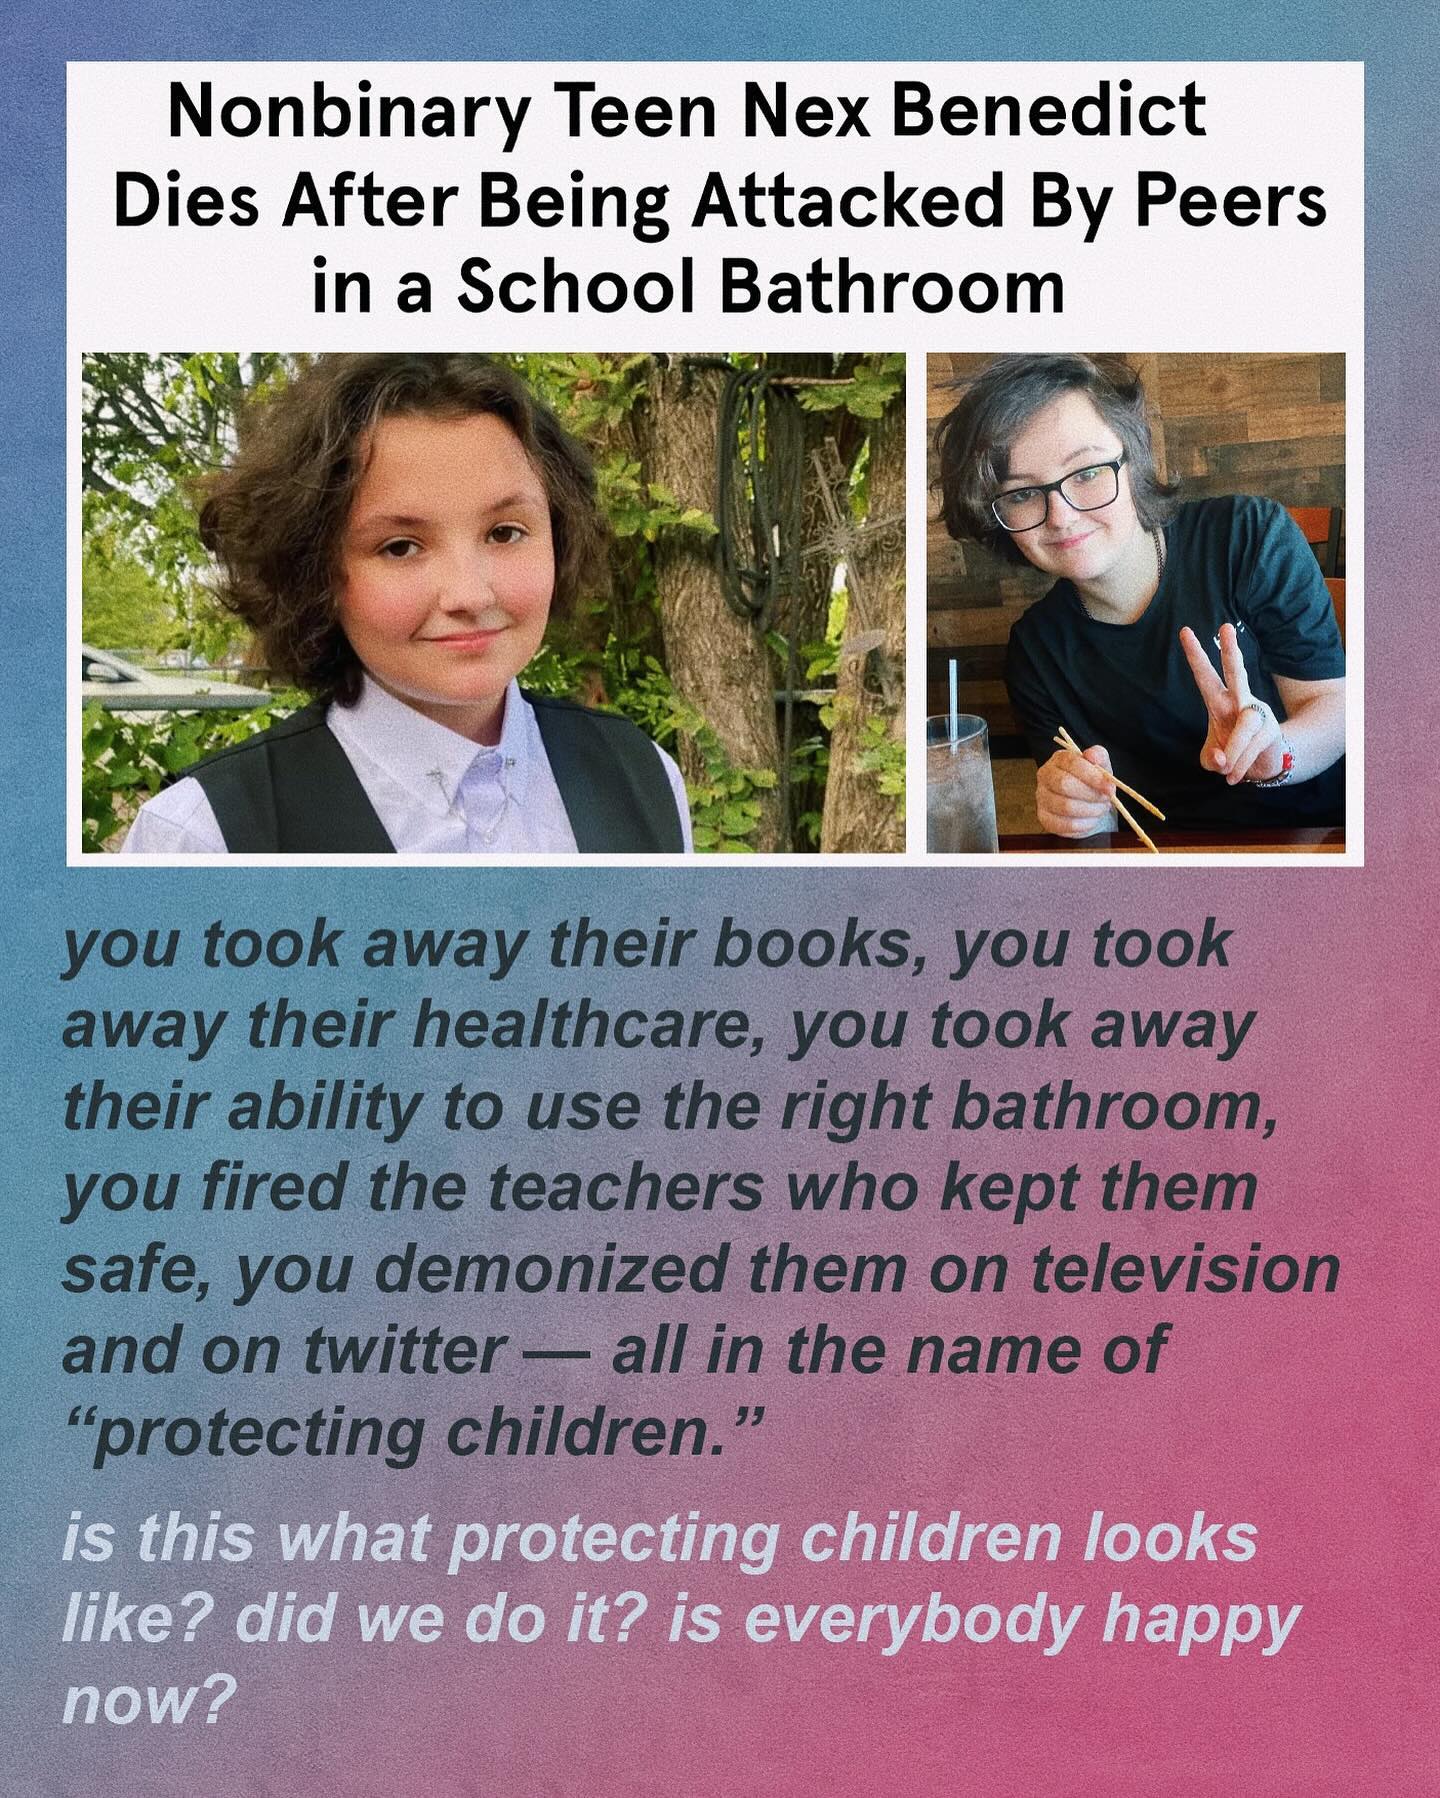 Nonbinary Teen Nex Benedict
Dies After Being Attacked By Peers
in a School Bathroom
you took away their books, you took
away their healthcare, you took away
their ability to use the right bathroom,
you fired the teachers who kept them
safe, you demonized them on television
and on twitter — all in the name of
“protecting children.”
is this what protecting children looks
like? did we do it? is everybody happy
now?